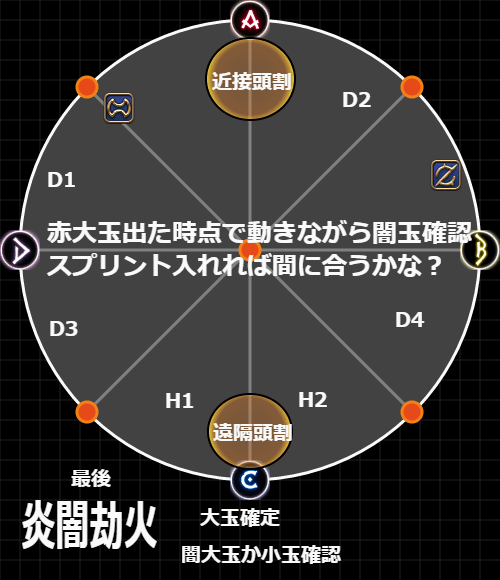 A
近接頭割
D2
D1
赤大玉出た時点で動きながら闇玉確認
スプリント入れれば間に合うかな？
D
B
D3
D4
H1
H2
遠隔頭割
C
最後
炎闇劫火
大玉確定
闇大玉か小玉確認